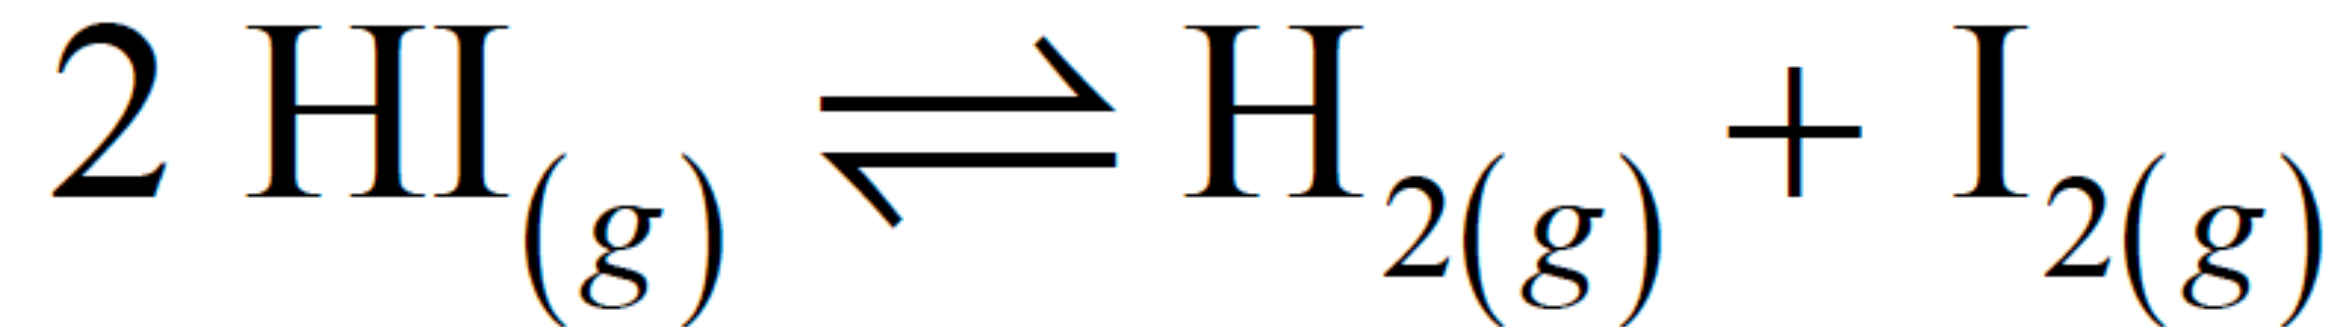 2 HI(g) ⇌ H2(g) + I2(g)